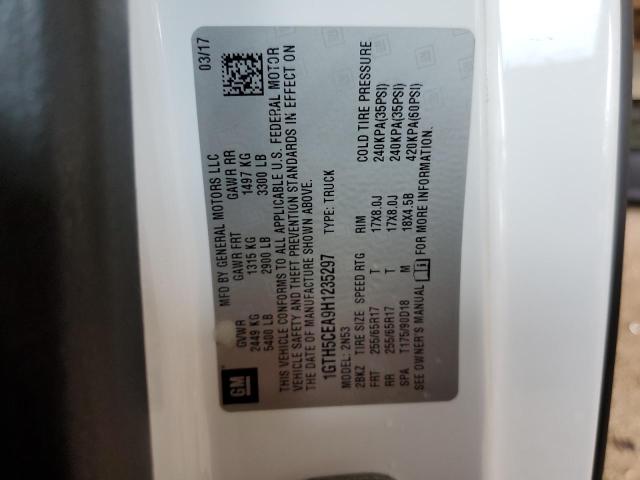 MFD BY GENERAL MOTORS LLC 03/17
GVWR GAWR FRT GAWR RR
2449 KG 1315 KG 1497 KG
5400 LB 2900 LB 3300 LB
THIS VEHICLE CONFORMS TO ALL APPLICABLE U.S. FEDERAL MOTOR
VEHICLE SAFETY AND THEFT PREVENTION STANDARDS IN EFFECT ON
THE DATE OF MANUFACTURE SHOWN ABOVE.
1GTH5CEA9H1235297 TYPE: TRUCK
MODEL: 2N53
2BKZ TIRE SIZE SPEED RTG RIM COLD TIRE PRESSURE
FRT 255/65R17 T 17X8.0J 240KPA(35PSI)
RR 255/65R17 T 17X8.0J 240KPA(35PSI)
SPA T175/90D18 M 18X4.5B 420KPA(60PSI)
SEE OWNER'S MANUAL FOR MORE INFORMATION.
GM